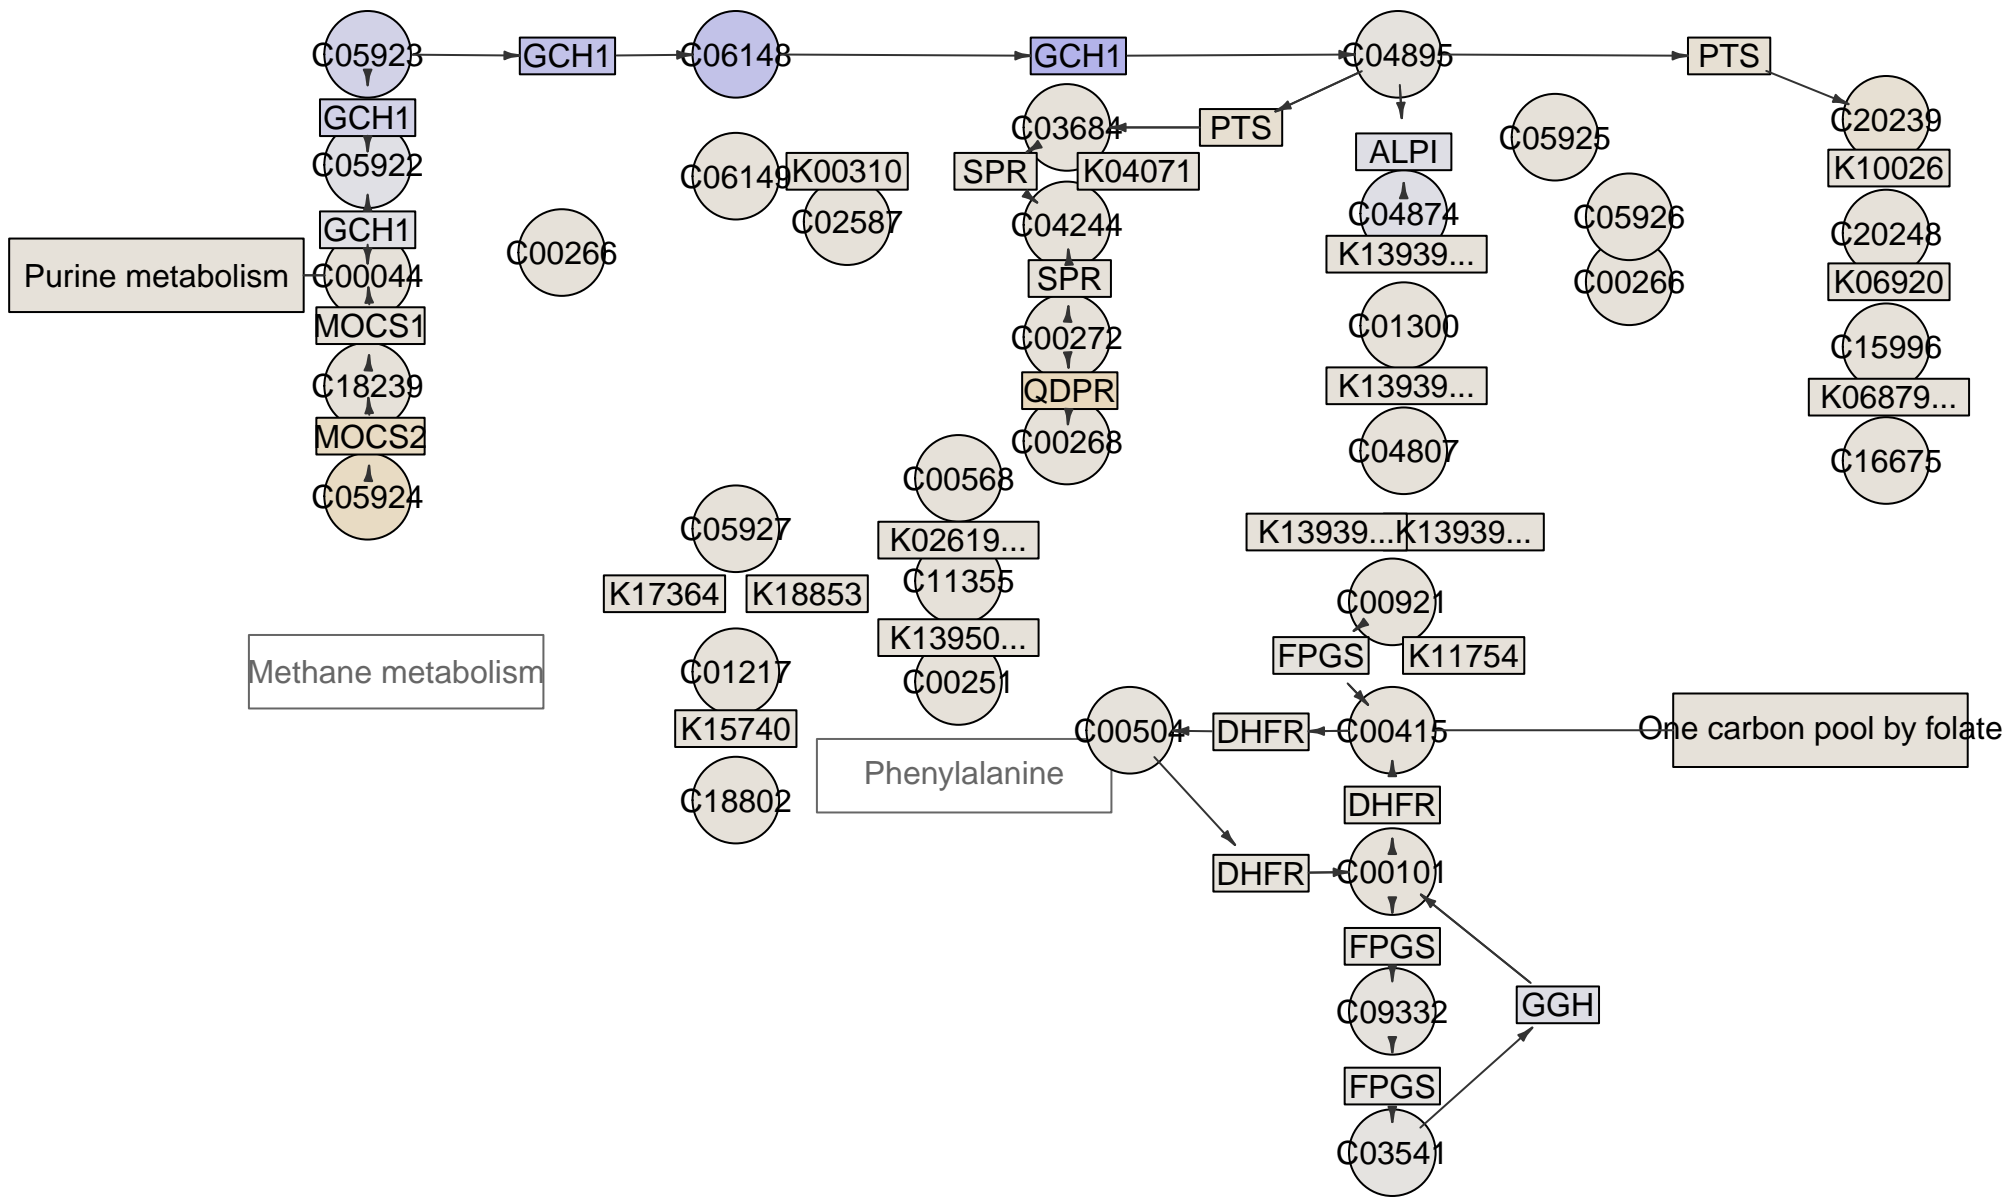 C05923
GCH1
C06148
GCH1
C04895
PTS
GCH1
C03684
PTS
C05925
C20239
C05922
C06149
K00310
SPR
K04071
ALPI
K10026
GCH1
C00266
C02587
C04244
C04874
C05926
C20248
Purine metabolism
C00044
SPR
K13939...
C00266
K06920
MOCS1
C00272
C01300
C15996
C18239
QDPR
K13939...
K06879...
MOCS2
C00268
C04807
C16675
C05924
C00568
C05927
K02619...
K13939...
K13939...
K17364
K18853
C11355
C00921
Methane metabolism
C01217
K13950...
FPGS
K11754
C00251
K15740
C00504
DHFR
C00415
One carbon pool by folate
Phenylalanine
C18802
DHFR
DHFR
C00101
FPGS
C09332
GGH
FPGS
C03541